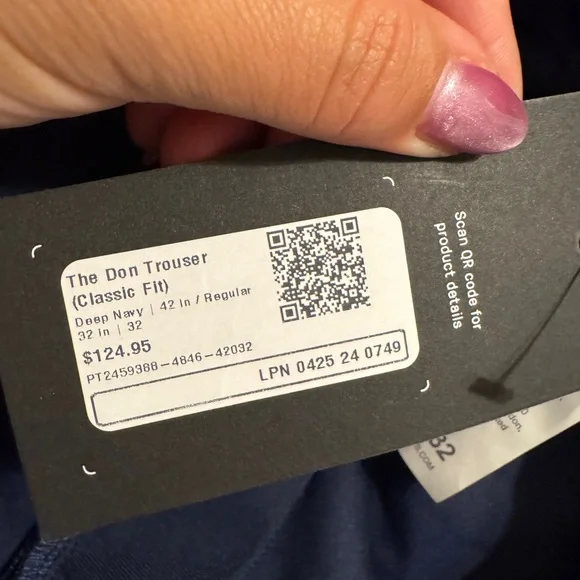 The Don Trouser
(Classic Fit)
Deep Navy | 42 in / Regular
32 in | 32
$124.95
PT2459388-4846-42032
LPN 0425 24 0749
Scan QR code for
product details
32
.COM